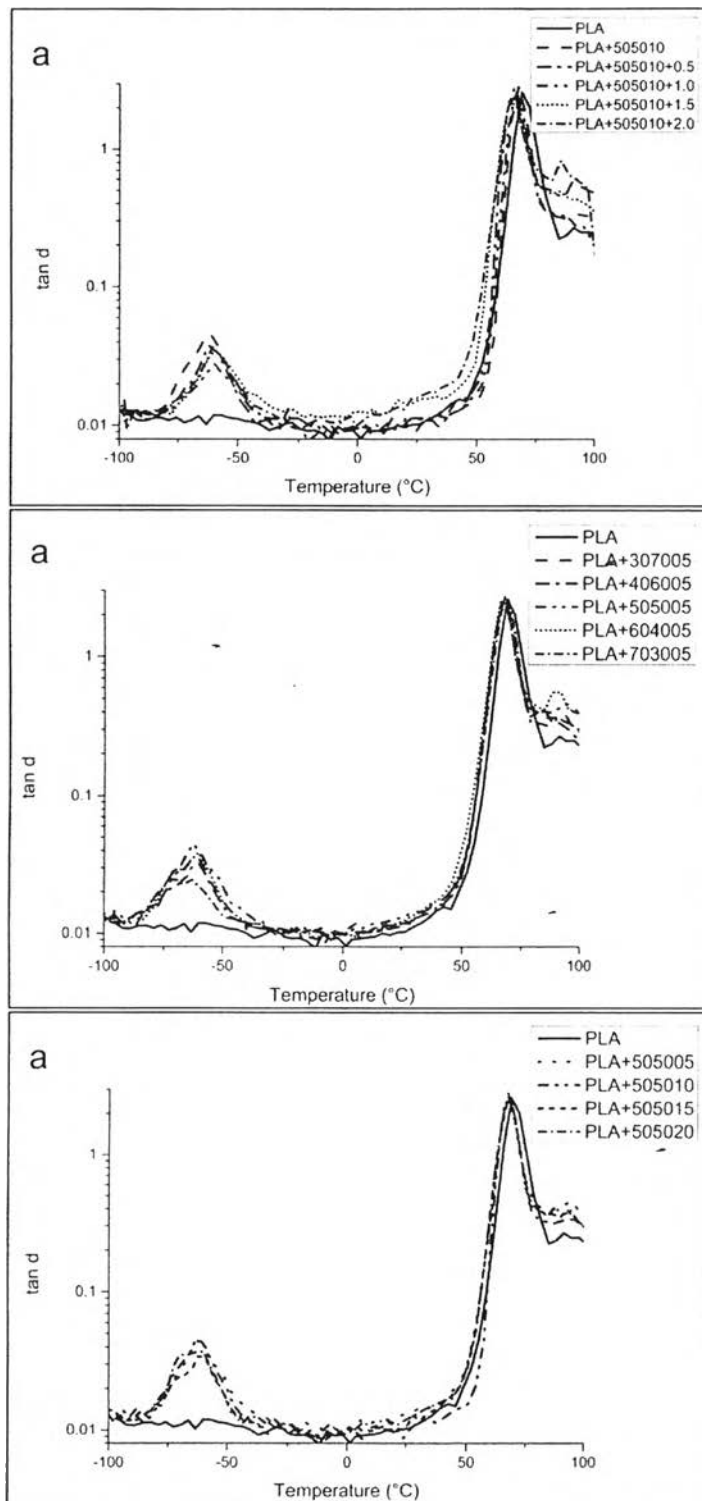 a
PLA
PLA+505010
PLA+505010+0.5
PLA+505010+1.0
PLA+505010+1.5
PLA+505010+2.0
1
0.1
0.01
tan d
-100
-50
0
50
100
Temperature (°C)
a
PLA
PLA+307005
PLA+406005
PLA+505005
PLA+604005
PLA+703005
1
0.1
0.01
tan d
-100
-50
0
50
100
Temperature (°C)
a
PLA
PLA+505005
PLA+505010
PLA+505015
PLA+505020
1
0.1
0.01
tan d
-100
-50
0
50
100
Temperature (°C)